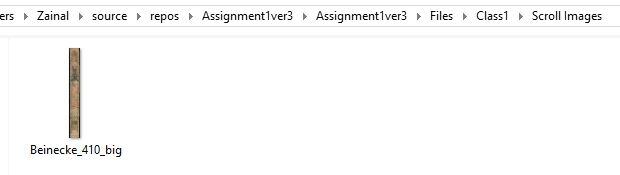 ers > Zainal > source > repos > Assignment1ver3 > Assignment1ver3 > Files > Class1 > Scroll Images
Beinecke_410_big